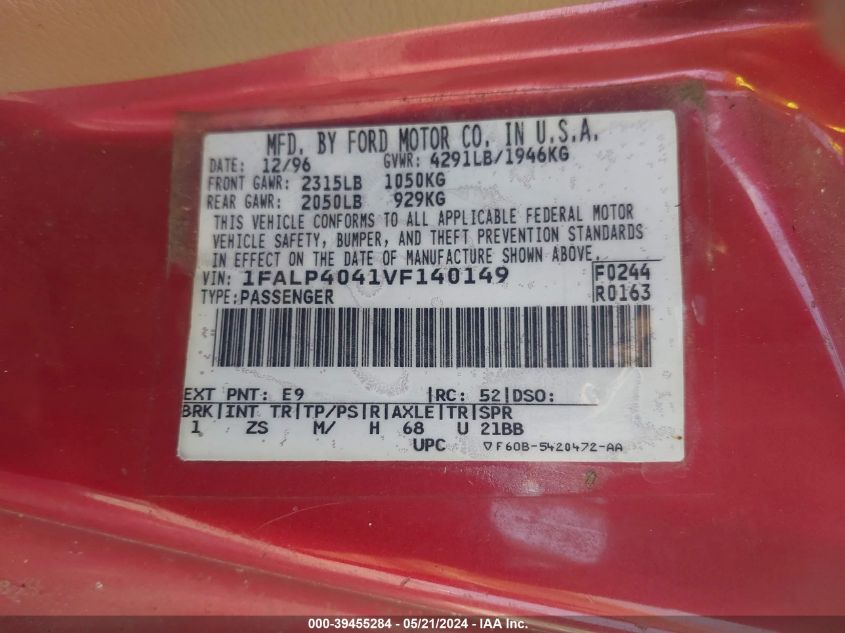 MFD. BY FORD MOTOR CO. IN U.S.A.
DATE: 12/96 GVWR: 4291LB/1946KG
FRONT GAWR: 2315LB 1050KG
REAR GAWR: 2050LB 929KG
THIS VEHICLE CONFORMS TO ALL APPLICABLE FEDERAL MOTOR
VEHICLE SAFETY, BUMPER, AND THEFT PREVENTION STANDARDS
IN EFFECT ON THE DATE OF MANUFACTURE SHOWN ABOVE.
VIN: 1FALP4041VF140149 F0244
TYPE: PASSENGER R0163
EXT PNT: E9 |RC: 52|DSO:
BRK|INT TR|TP/PS|R|AXLE|TR|SPR
1 ZS M/ H 68 U 21BB
UPC ▽F60B-5420472-AA
000-39455284 - 05/21/2024 - IAA Inc.